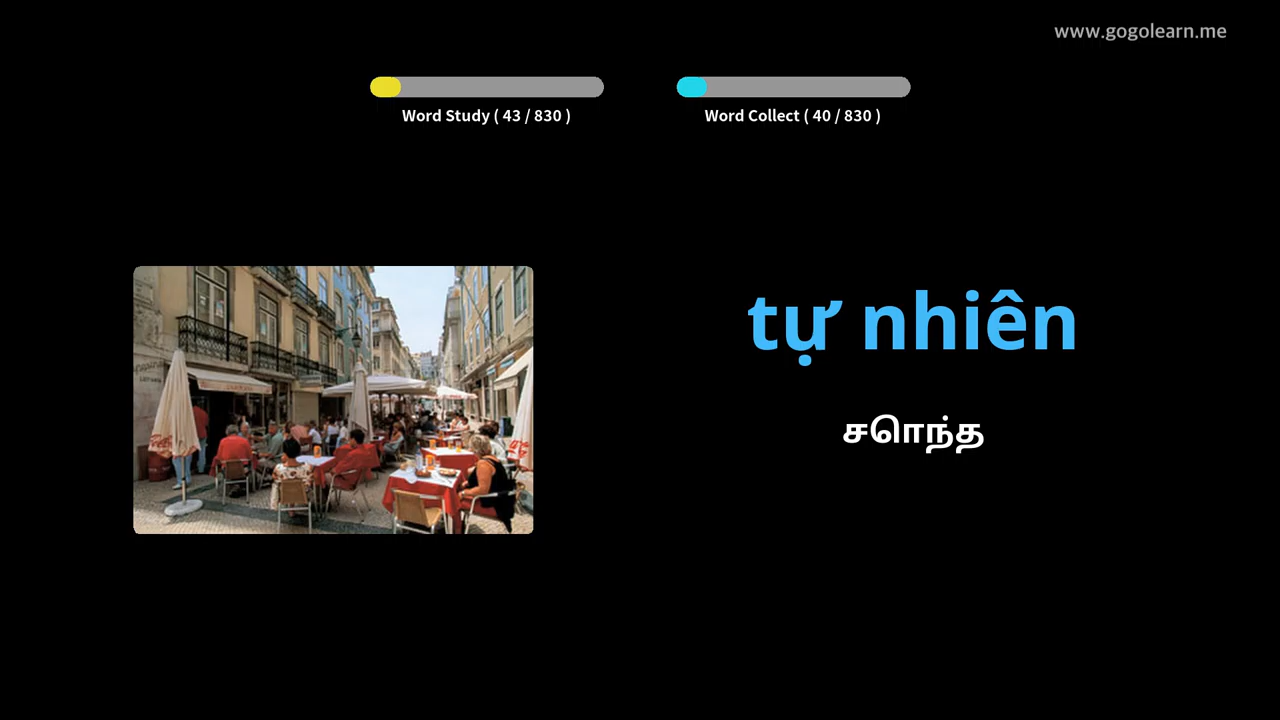 www.gogolearn.me
Word Study ( 43 / 830 )
Word Collect ( 40 / 830 )
tự nhiên
சொந்த